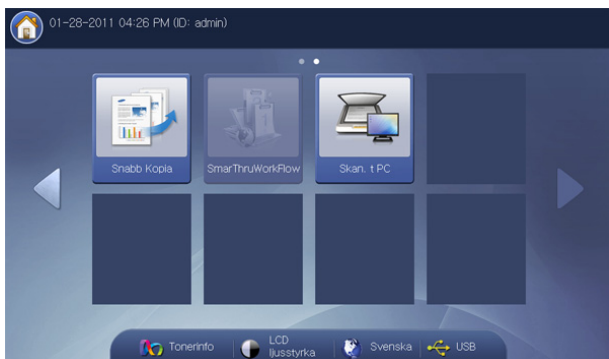 01-28-2011 04:26 PM (ID: admin)
Snabb Kopia
SmarThruWorkFlow
Skan. t PC
Tonerinfo
LCD
ljusstyrka
Svenska
USB